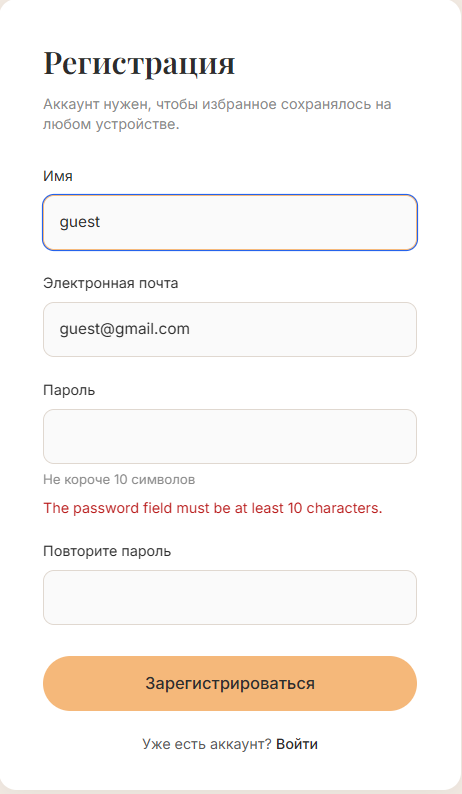 Регистрация
Аккаунт нужен, чтобы избранное сохранялось на
любом устройстве.
Имя
guest
Электронная почта
guest@gmail.com
Пароль
Не короче 10 символов
The password field must be at least 10 characters.
Повторите пароль
Зарегистрироваться
Уже есть аккаунт? Войти